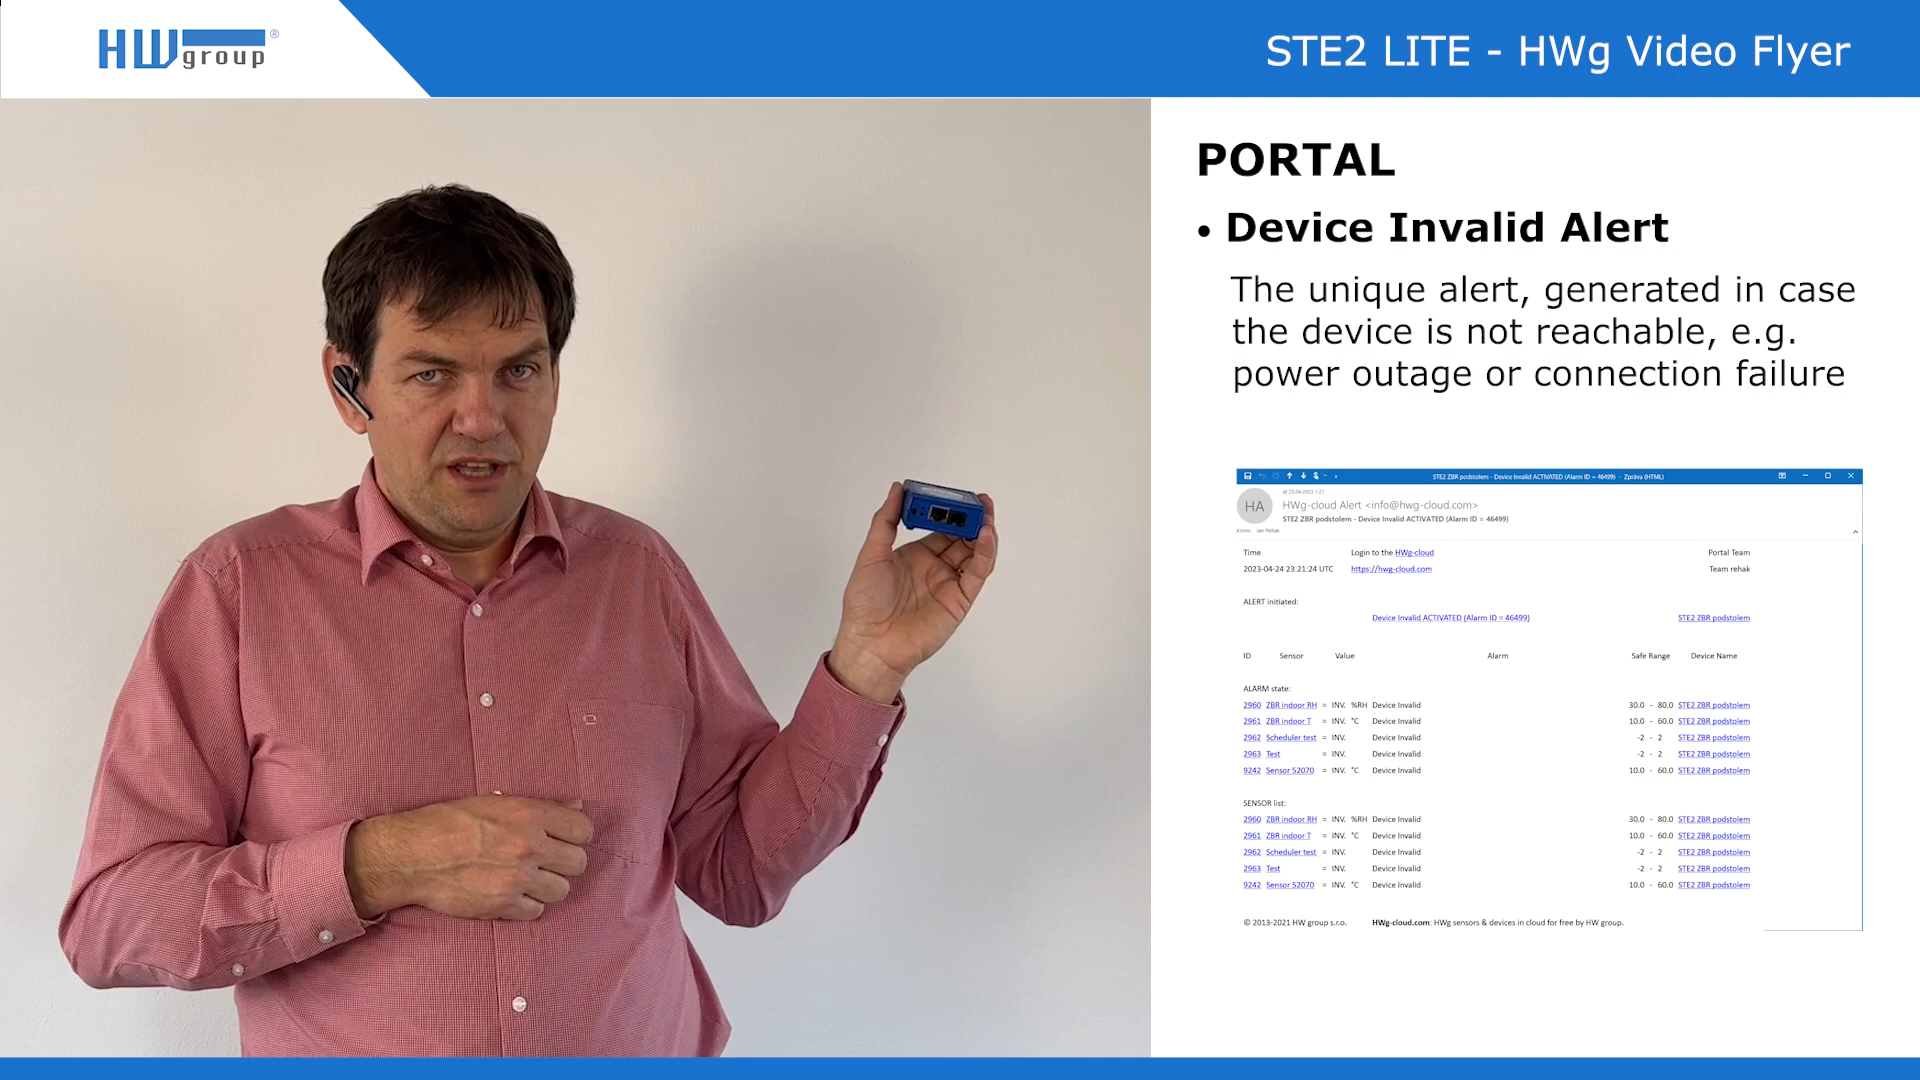 HWgroup®
STE2 LITE - HWg Video Flyer
PORTAL
• Device Invalid Alert
The unique alert, generated in case
the device is not reachable, e.g.
power outage or connection failure
STE2 ZBR podstolem - Device Invalid ACTIVATED (Alarm ID = 46499) - Zpráva (HTML)
út 25.04.2023 1:21
HA
HWg-cloud Alert <info@hwg-cloud.com>
STE2 ZBR podstolem - Device Invalid ACTIVATED (Alarm ID = 46499)
Komu Jan Rehak
Time Login to the HWg-cloud Portal Team
2023-04-24 23:21:24 UTC https://hwg-cloud.com Team rehak
ALERT initiated:
Device Invalid ACTIVATED (Alarm ID = 46499) STE2 ZBR podstolem
ID Sensor Value Alarm Safe Range Device Name
ALARM state:
2960 ZBR indoor RH = INV. %RH Device Invalid 30.0 - 80.0 STE2 ZBR podstolem
2961 ZBR indoor T = INV. °C Device Invalid 10.0 - 60.0 STE2 ZBR podstolem
2962 Scheduler test = INV. Device Invalid -2 - 2 STE2 ZBR podstolem
2963 Test = INV. Device Invalid -2 - 2 STE2 ZBR podstolem
9242 Sensor 52070 = INV. °C Device Invalid 10.0 - 60.0 STE2 ZBR podstolem
SENSOR list:
2960 ZBR indoor RH = INV. %RH Device Invalid 30.0 - 80.0 STE2 ZBR podstolem
2961 ZBR indoor T = INV. °C Device Invalid 10.0 - 60.0 STE2 ZBR podstolem
2962 Scheduler test = INV. Device Invalid -2 - 2 STE2 ZBR podstolem
2963 Test = INV. Device Invalid -2 - 2 STE2 ZBR podstolem
9242 Sensor 52070 = INV. °C Device Invalid 10.0 - 60.0 STE2 ZBR podstolem
© 2013-2021 HW group s.r.o. HWg-cloud.com: HWg sensors & devices in cloud for free by HW group.